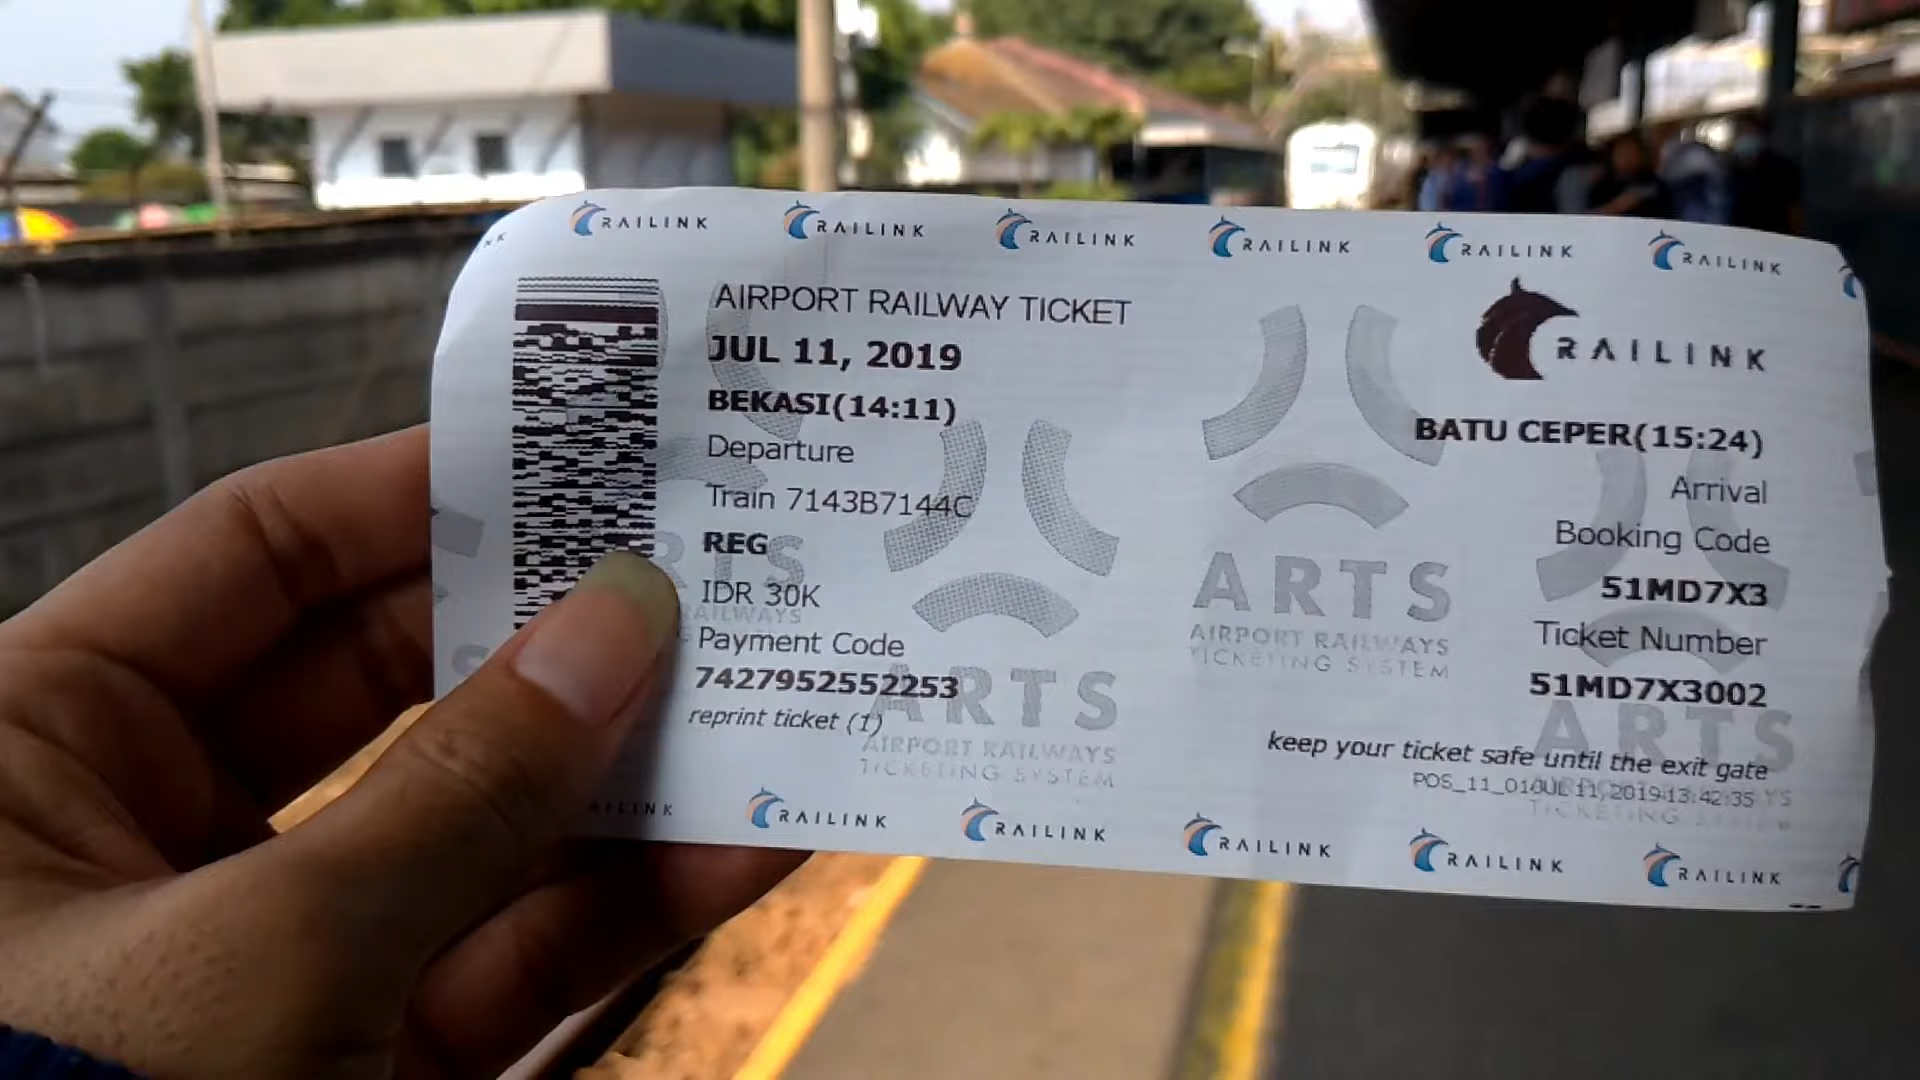 RAILINK RAILINK RAILINK RAILINK RAILINK RAILINK
AIRPORT RAILWAY TICKET
JUL 11, 2019
BEKASI(14:11)
Departure
Train 7143B7144C
REG
IDR 30K
Payment Code
7427952552253
reprint ticket (1)
RAILINK
BATU CEPER(15:24)
Arrival
Booking Code
51MD7X3
Ticket Number
51MD7X3002
keep your ticket safe until the exit gate
POS_11_01 JUL 11, 2019 13:42:35
ARTS
AIRPORT RAILWAYS
TICKETING SYSTEM
ARTS
AIRPORT RAILWAYS
TICKETING SYSTEM
RAILINK RAILINK RAILINK RAILINK RAILINK RAILINK